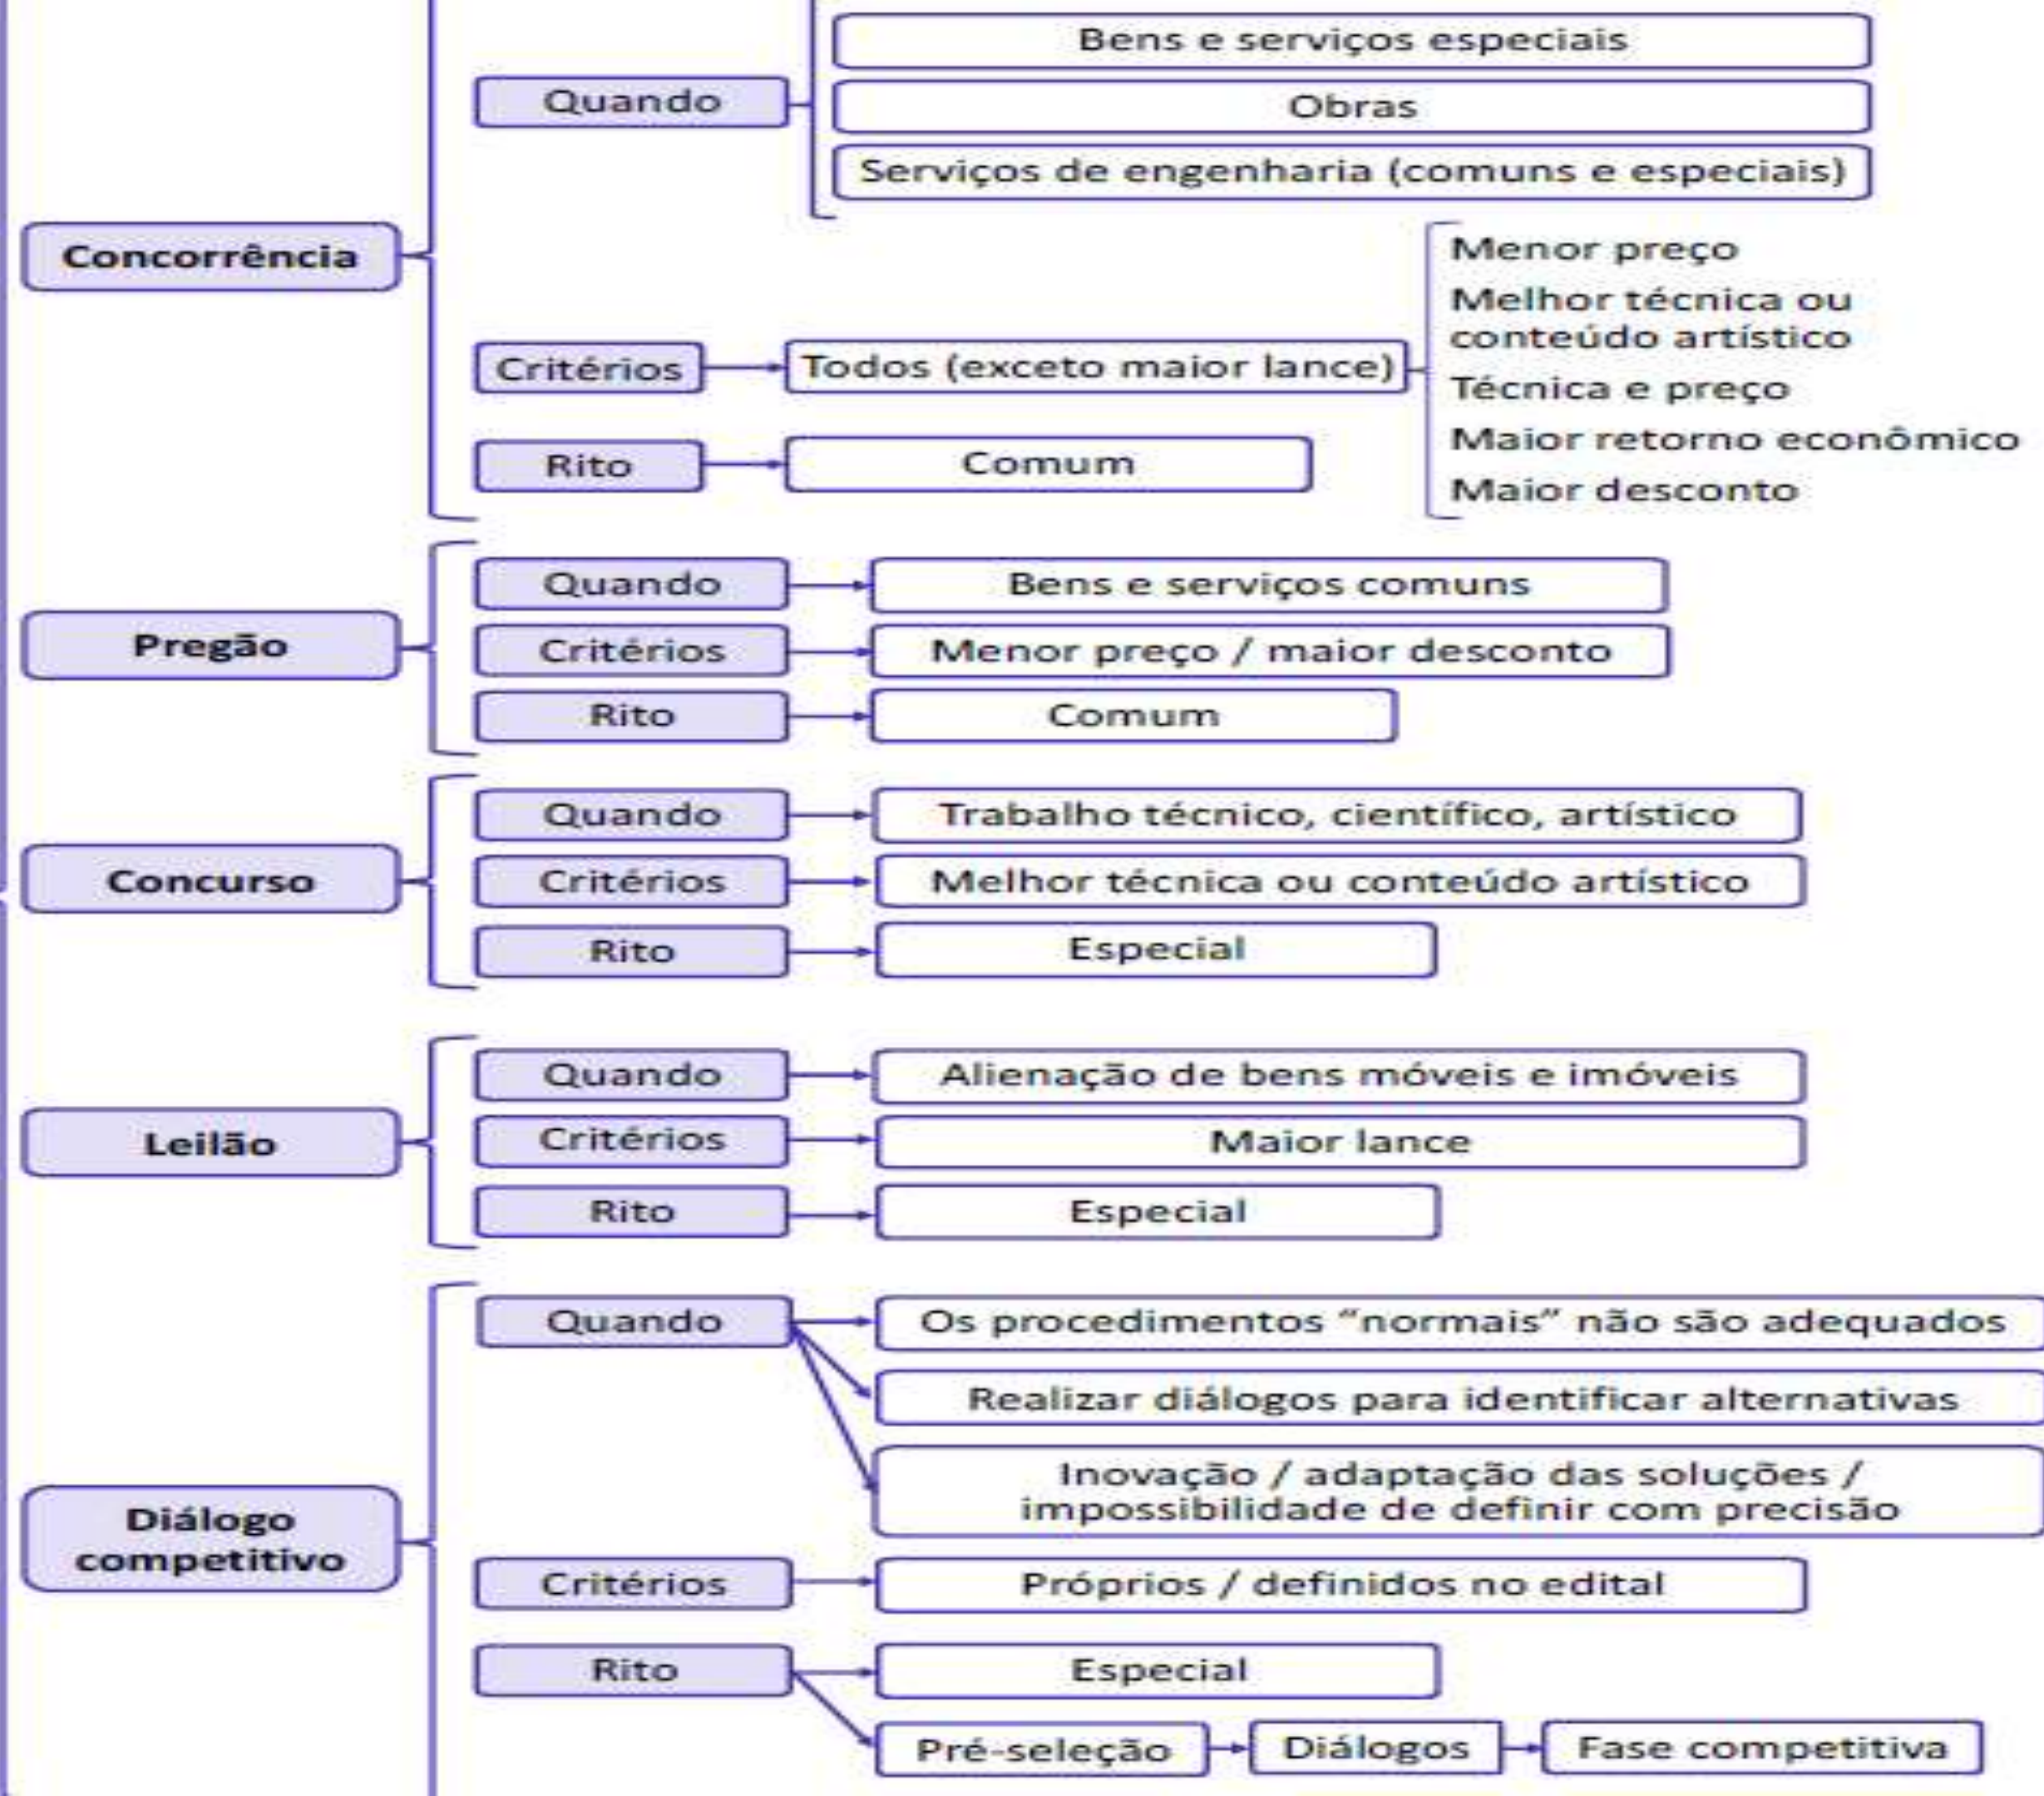 Concorrência
Quando
Bens e serviços especiais
Obras
Serviços de engenharia (comuns e especiais)
Critérios
Todos (exceto maior lance)
Menor preço
Melhor técnica ou
conteúdo artístico
Técnica e preço
Maior retorno econômico
Maior desconto
Rito
Comum
Pregão
Quando
Bens e serviços comuns
Critérios
Menor preço / maior desconto
Rito
Comum
Concurso
Quando
Trabalho técnico, científico, artístico
Critérios
Melhor técnica ou conteúdo artístico
Rito
Especial
Leilão
Quando
Alienação de bens móveis e imóveis
Critérios
Maior lance
Rito
Especial
Diálogo
competitivo
Quando
Os procedimentos “normais” não são adequados
Realizar diálogos para identificar alternativas
Inovação / adaptação das soluções /
impossibilidade de definir com precisão
Critérios
Próprios / definidos no edital
Rito
Especial
Pré-seleção
Diálogos
Fase competitiva